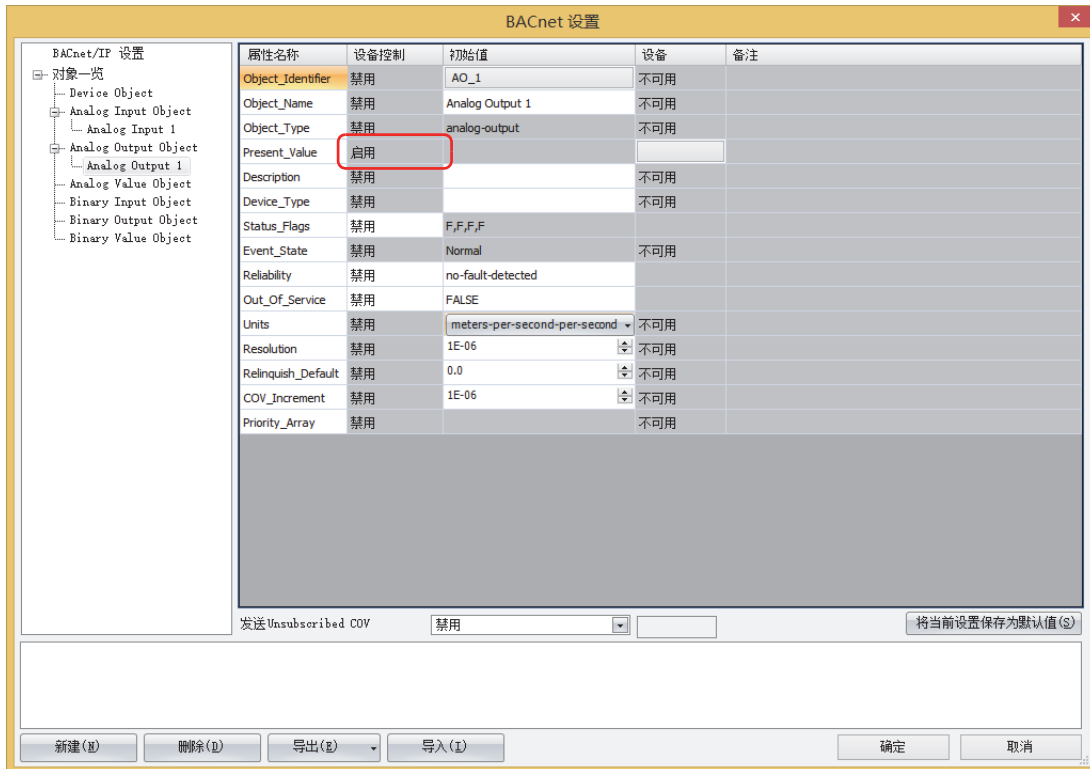 BACnet 设置
BACnet/IP 设置
对象一览
Device Object
Analog Input Object
Analog Input 1
Analog Output Object
Analog Output 1
Analog Value Object
Binary Input Object
Binary Output Object
Binary Value Object
属性名称 设备控制 初始值 设备 备注
Object_Identifier 禁用 AO_1 不可用
Object_Name 禁用 Analog Output 1 不可用
Object_Type 禁用 analog-output 不可用
Present_Value 启用
Description 禁用 不可用
Device_Type 禁用 不可用
Status_Flags 禁用 F,F,F,F
Event_State 禁用 Normal 不可用
Reliability 禁用 no-fault-detected
Out_Of_Service 禁用 FALSE
Units 禁用 meters-per-second-per-second 不可用
Resolution 禁用 1E-06 不可用
Relinquish_Default 禁用 0.0 不可用
COV_Increment 禁用 1E-06 不可用
Priority_Array 禁用 不可用
发送Unsubscribed COV 禁用 将当前设置保存为默认值(S)
新建(N) 删除(D) 导出(E) 导入(I) 确定 取消